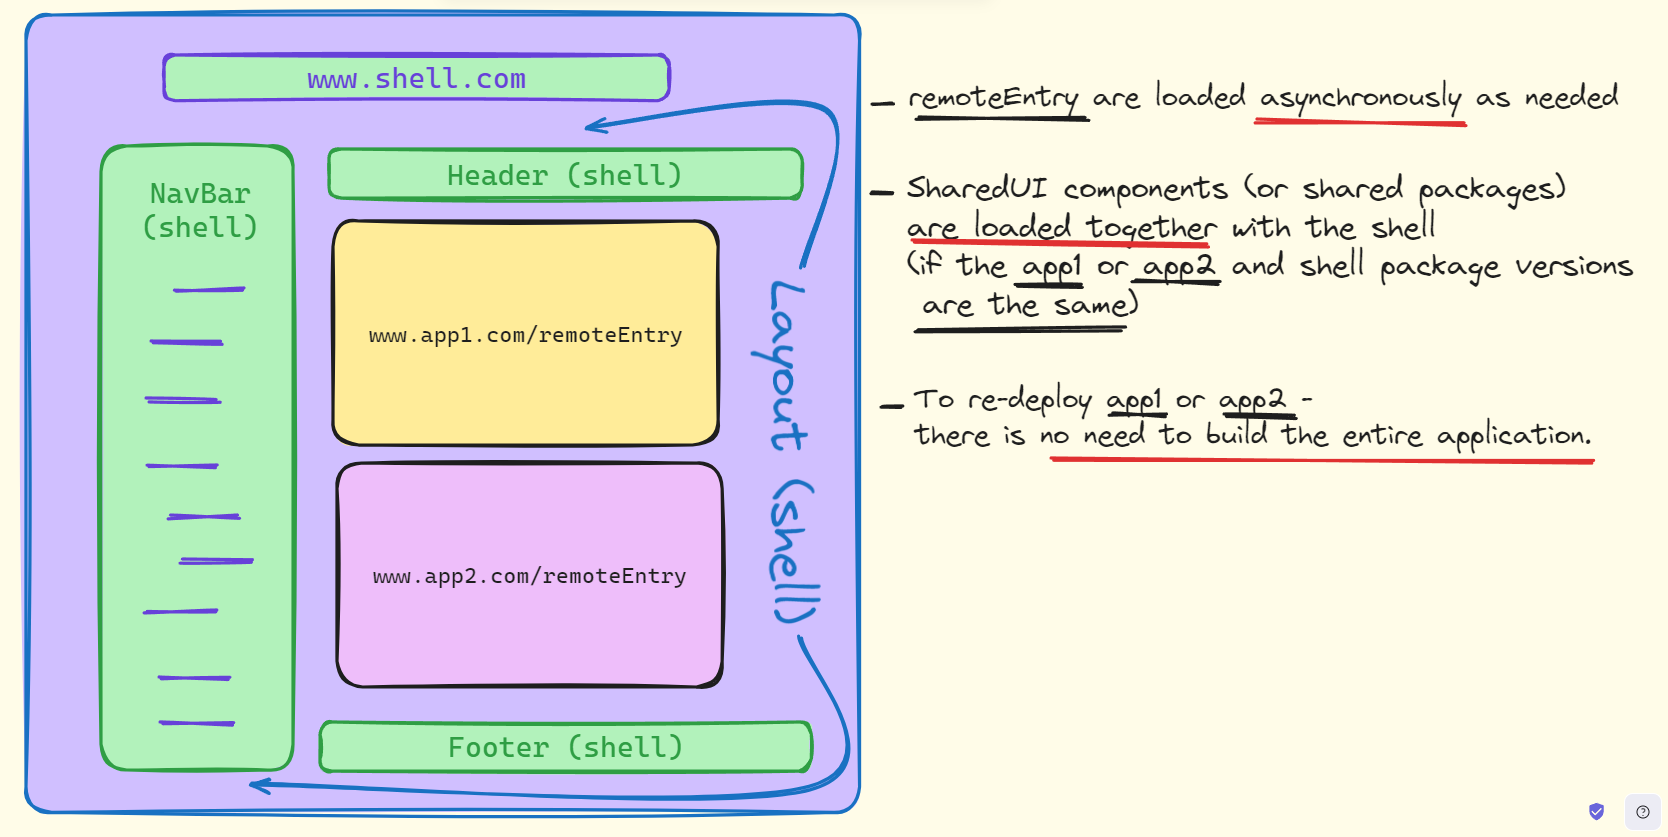 www.shell.com
NavBar
(shell)
Header (shell)
www.app1.com/remoteEntry
www.app2.com/remoteEntry
Layout (shell)
Footer (shell)
- remoteEntry are loaded asynchronously as needed
- SharedUI components (or shared packages)
are loaded together with the shell
(if the app1 or app2 and shell package versions
are the same)
- To re-deploy app1 or app2 -
there is no need to build the entire application.